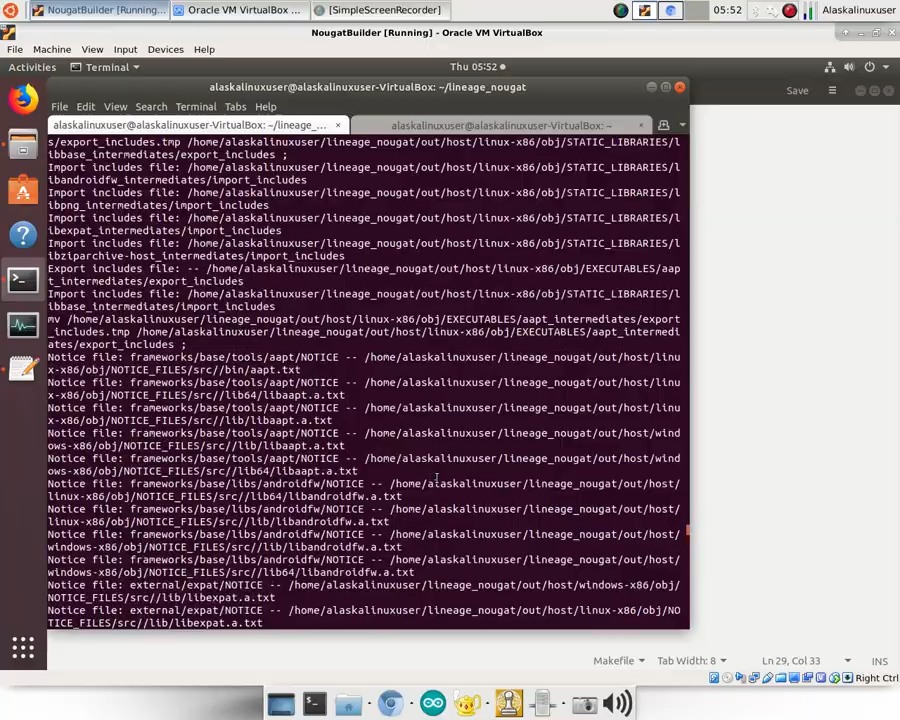 NougatBuilder [Running...
Oracle VM VirtualBox ...
[SimpleScreenRecorder]
05:52
Alaskalinuxuser
NougatBuilder [Running] - Oracle VM VirtualBox
File Machine View Input Devices Help
Activities
Terminal
Thu 05:52
alaskalinuxuser@alaskalinuxuser-VirtualBox: ~/lineage_nougat
Save
File Edit View Search Terminal Tabs Help
alaskalinuxuser@alaskalinuxuser-VirtualBox: ~/lineage_...
alaskalinuxuser@alaskalinuxuser-VirtualBox: ~
s/export_includes.tmp /home/alaskalinuxuser/lineage_nougat/out/host/linux-x86/obj/STATIC_LIBRARIES/l
ibbase_intermediates/export_includes ;
Import includes file: /home/alaskalinuxuser/lineage_nougat/out/host/linux-x86/obj/STATIC_LIBRARIES/l
ibandroidfw_intermediates/import_includes
Import includes file: /home/alaskalinuxuser/lineage_nougat/out/host/linux-x86/obj/STATIC_LIBRARIES/l
ibpng_intermediates/import_includes
Import includes file: /home/alaskalinuxuser/lineage_nougat/out/host/linux-x86/obj/STATIC_LIBRARIES/l
ibexpat_intermediates/import_includes
Import includes file: /home/alaskalinuxuser/lineage_nougat/out/host/linux-x86/obj/STATIC_LIBRARIES/l
ibziparchive-host_intermediates/import_includes
Export includes file: -- /home/alaskalinuxuser/lineage_nougat/out/host/linux-x86/obj/EXECUTABLES/aap
t_intermediates/export_includes
Import includes file: /home/alaskalinuxuser/lineage_nougat/out/host/linux-x86/obj/STATIC_LIBRARIES/l
ibbase_intermediates/import_includes
mv /home/alaskalinuxuser/lineage_nougat/out/host/linux-x86/obj/EXECUTABLES/aapt_intermediates/export
_includes.tmp /home/alaskalinuxuser/lineage_nougat/out/host/linux-x86/obj/EXECUTABLES/aapt_intermedi
ates/export_includes ;
Notice file: frameworks/base/tools/aapt/NOTICE -- /home/alaskalinuxuser/lineage_nougat/out/host/linu
x-x86/obj/NOTICE_FILES/src//bin/aapt.txt
Notice file: frameworks/base/tools/aapt/NOTICE -- /home/alaskalinuxuser/lineage_nougat/out/host/linu
x-x86/obj/NOTICE_FILES/src//lib64/libaapt.a.txt
Notice file: frameworks/base/tools/aapt/NOTICE -- /home/alaskalinuxuser/lineage_nougat/out/host/linu
x-x86/obj/NOTICE_FILES/src//lib/libaapt.a.txt
Notice file: frameworks/base/tools/aapt/NOTICE -- /home/alaskalinuxuser/lineage_nougat/out/host/wind
ows-x86/obj/NOTICE_FILES/src//lib/libaapt.a.txt
Notice file: frameworks/base/tools/aapt/NOTICE -- /home/alaskalinuxuser/lineage_nougat/out/host/wind
ows-x86/obj/NOTICE_FILES/src//lib64/libaapt.a.txt
Notice file: frameworks/base/libs/androidfw/NOTICE -- /home/alaskalinuxuser/lineage_nougat/out/host/
linux-x86/obj/NOTICE_FILES/src//lib64/libandroidfw.a.txt
Notice file: frameworks/base/libs/androidfw/NOTICE -- /home/alaskalinuxuser/lineage_nougat/out/host/
linux-x86/obj/NOTICE_FILES/src//lib/libandroidfw.a.txt
Notice file: frameworks/base/libs/androidfw/NOTICE -- /home/alaskalinuxuser/lineage_nougat/out/host/
windows-x86/obj/NOTICE_FILES/src//lib/libandroidfw.a.txt
Notice file: frameworks/base/libs/androidfw/NOTICE -- /home/alaskalinuxuser/lineage_nougat/out/host/
windows-x86/obj/NOTICE_FILES/src//lib64/libandroidfw.a.txt
Notice file: external/expat/NOTICE -- /home/alaskalinuxuser/lineage_nougat/out/host/windows-x86/obj/
NOTICE_FILES/src//lib/libexpat.a.txt
Notice file: external/expat/NOTICE -- /home/alaskalinuxuser/lineage_nougat/out/host/linux-x86/obj/NO
TICE_FILES/src//lib/libexpat.a.txt
Makefile
Tab Width: 8
Ln 29, Col 33
INS
Right Ctrl